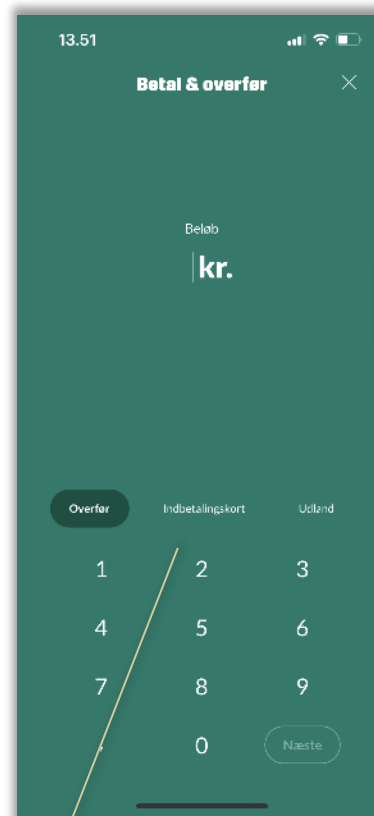 13.51
Betal & overfør
Beløb
kr.
Overfør Indbetalingskort Udland
1 2 3
4 5 6
7 8 9
, 0 Næste